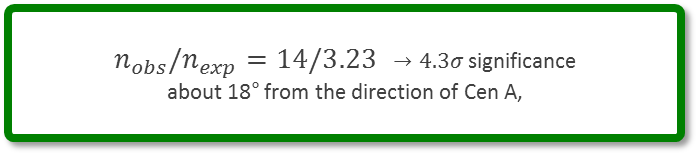 n_obs/n_exp = 14/3.23 → 4.3σ significance
about 18° from the direction of Cen A,